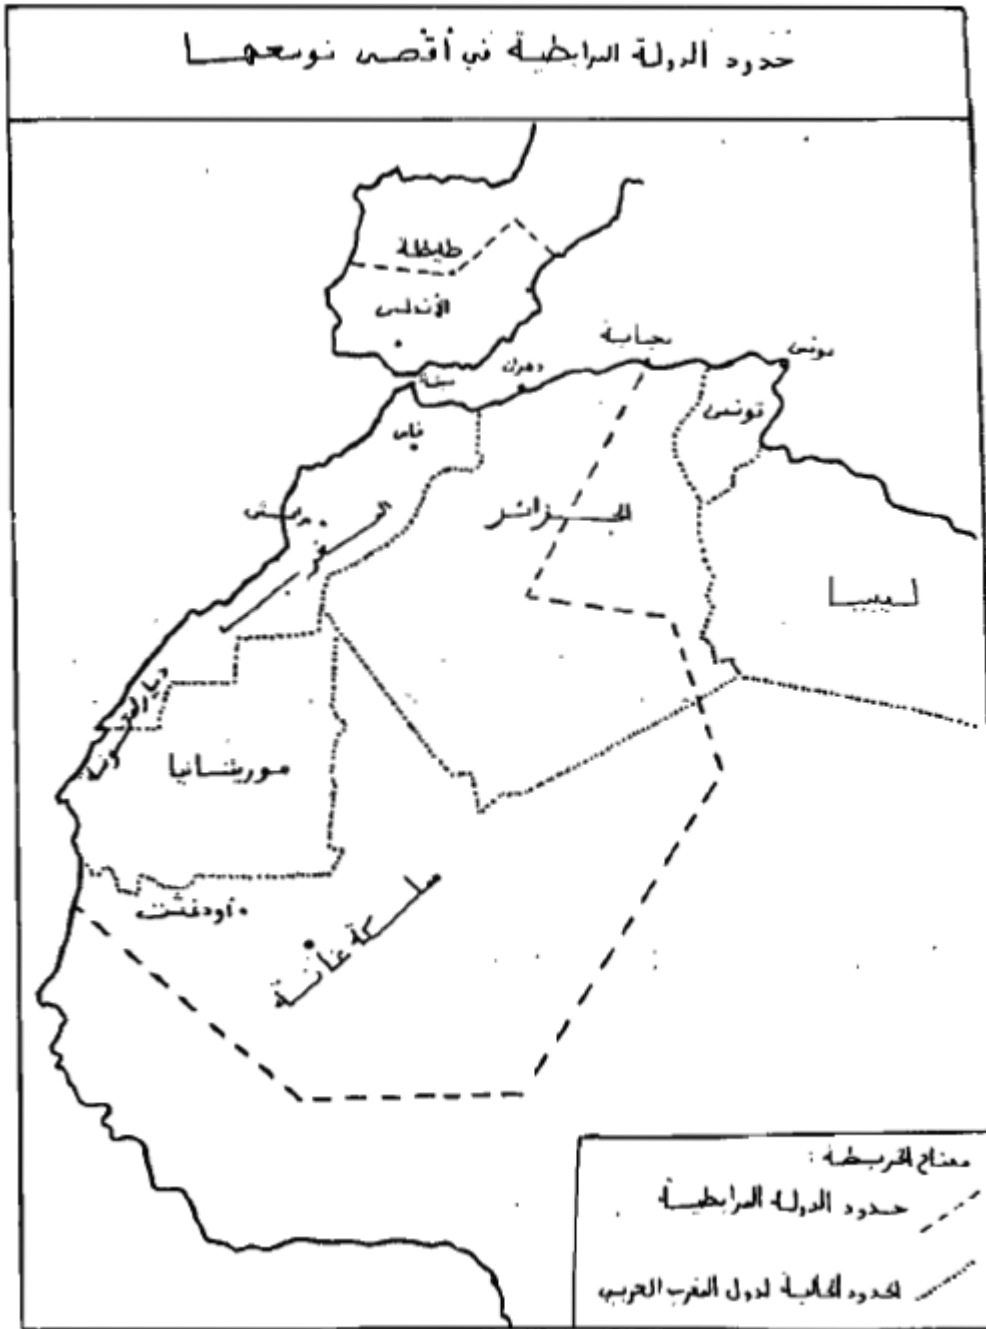 حدود الدولة المرابطية في أقصى توسعها
طليطلة
الأندلس
بجاية
تونس
سبتة
وهران
تونس
فاس
الجزائر
مراكش
المغرب
ليبيا
موريتانيا
أودغشت
مملكة غانة
مفتاح الخريطة :
حدود الدولة المرابطية
الحدود الحالية لدول المغرب العربي